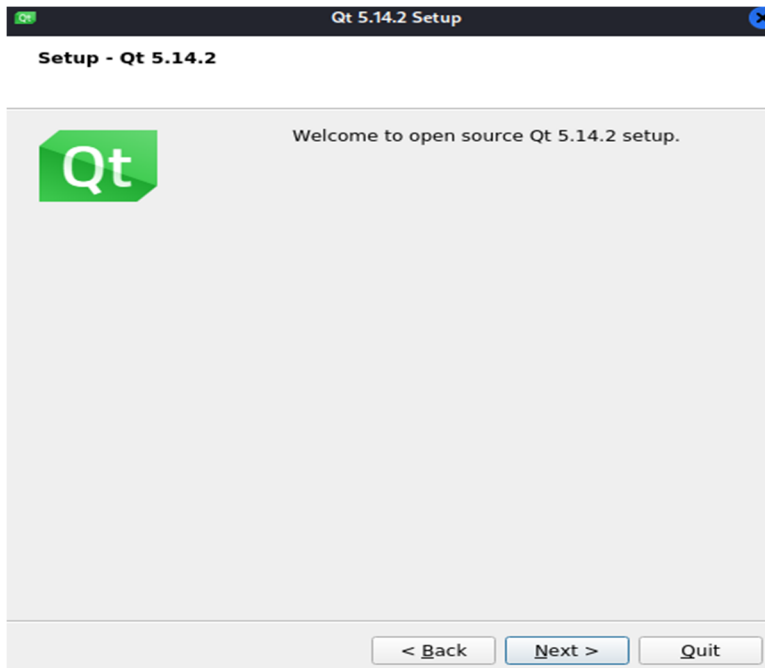 Qt
Qt 5.14.2 Setup
Setup - Qt 5.14.2
Qt
Welcome to open source Qt 5.14.2 setup.
< Back
Next >
Quit